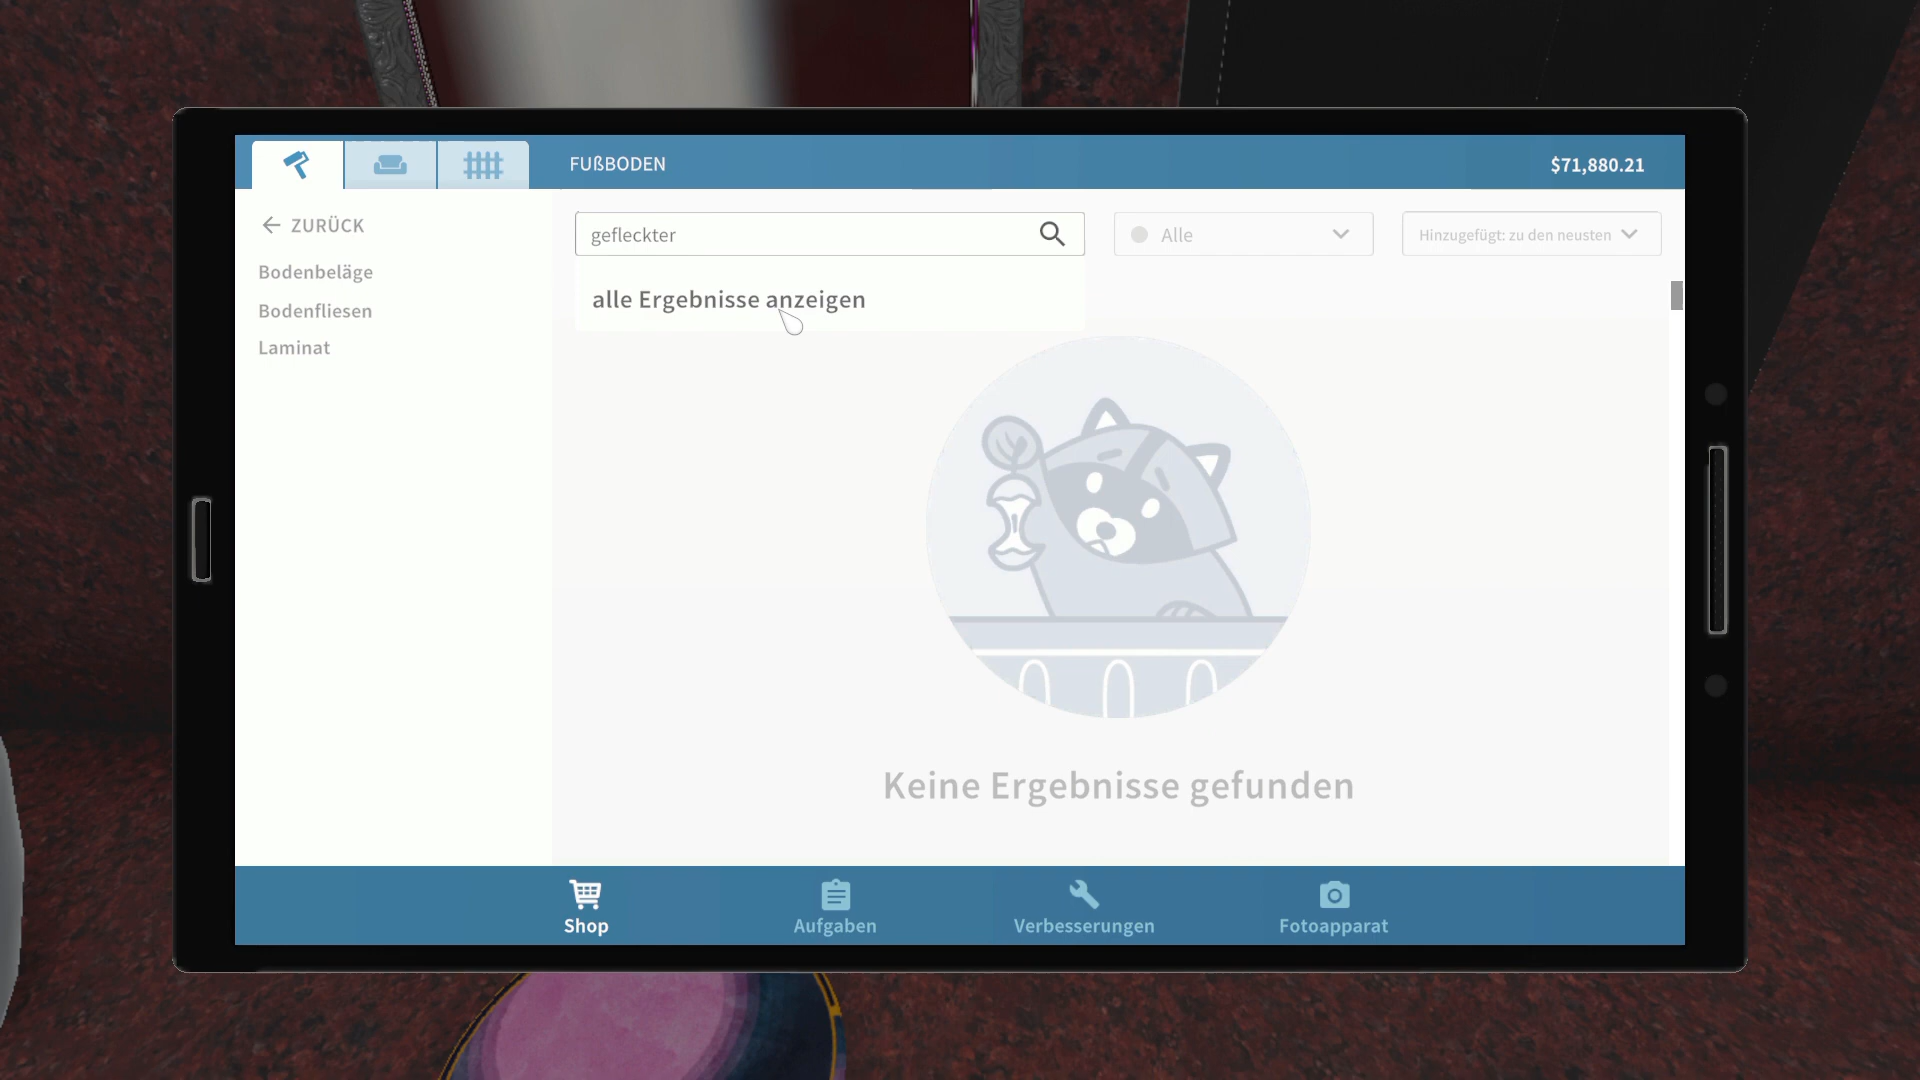 FUẞBODEN
$71,880.21
ZURÜCK
Bodenbeläge
Bodenfliesen
Laminat
gefleckter
Alle
Hinzugefügt: zu den neusten
alle Ergebnisse anzeigen
Keine Ergebnisse gefunden
Shop
Aufgaben
Verbesserungen
Fotoapparat